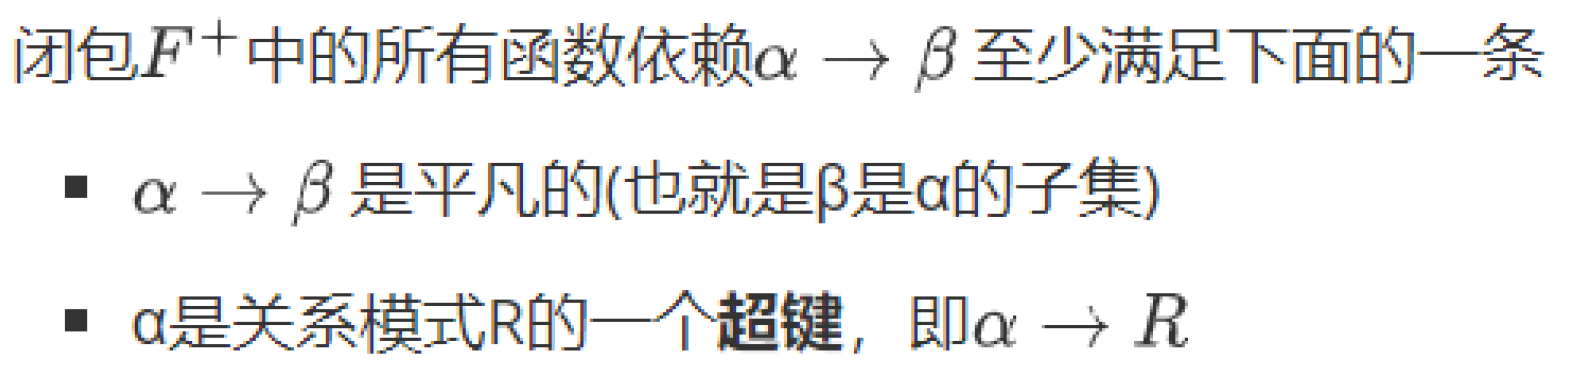 闭包F⁺中的所有函数依赖α → β 至少满足下面的一条
▪ α → β 是平凡的(也就是β是α的子集)
▪ α是关系模式R的一个超键，即α → R